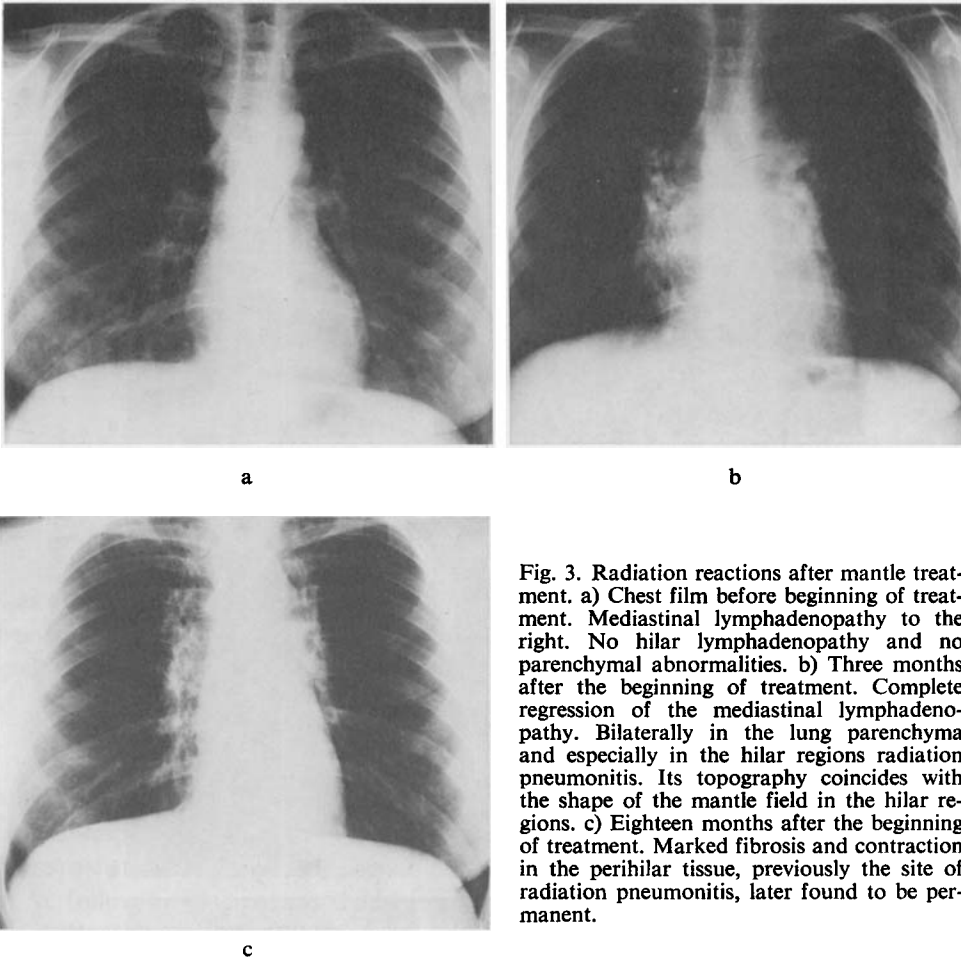 a
b
Fig. 3. Radiation reactions after mantle treat-
ment. a) Chest film before beginning of treat-
ment. Mediastinal lymphadenopathy to the
right. No hilar lymphadenopathy and no
parenchymal abnormalities. b) Three months
after the beginning of treatment. Complete
regression of the mediastinal lymphadeno-
pathy. Bilaterally in the lung parenchyma
and especially in the hilar regions radiation
pneumonitis. Its topography coincides with
the shape of the mantle field in the hilar re-
gions. c) Eighteen months after the beginning
of treatment. Marked fibrosis and contraction
in the perihilar tissue, previously the site of
radiation pneumonitis, later found to be per-
manent.
c